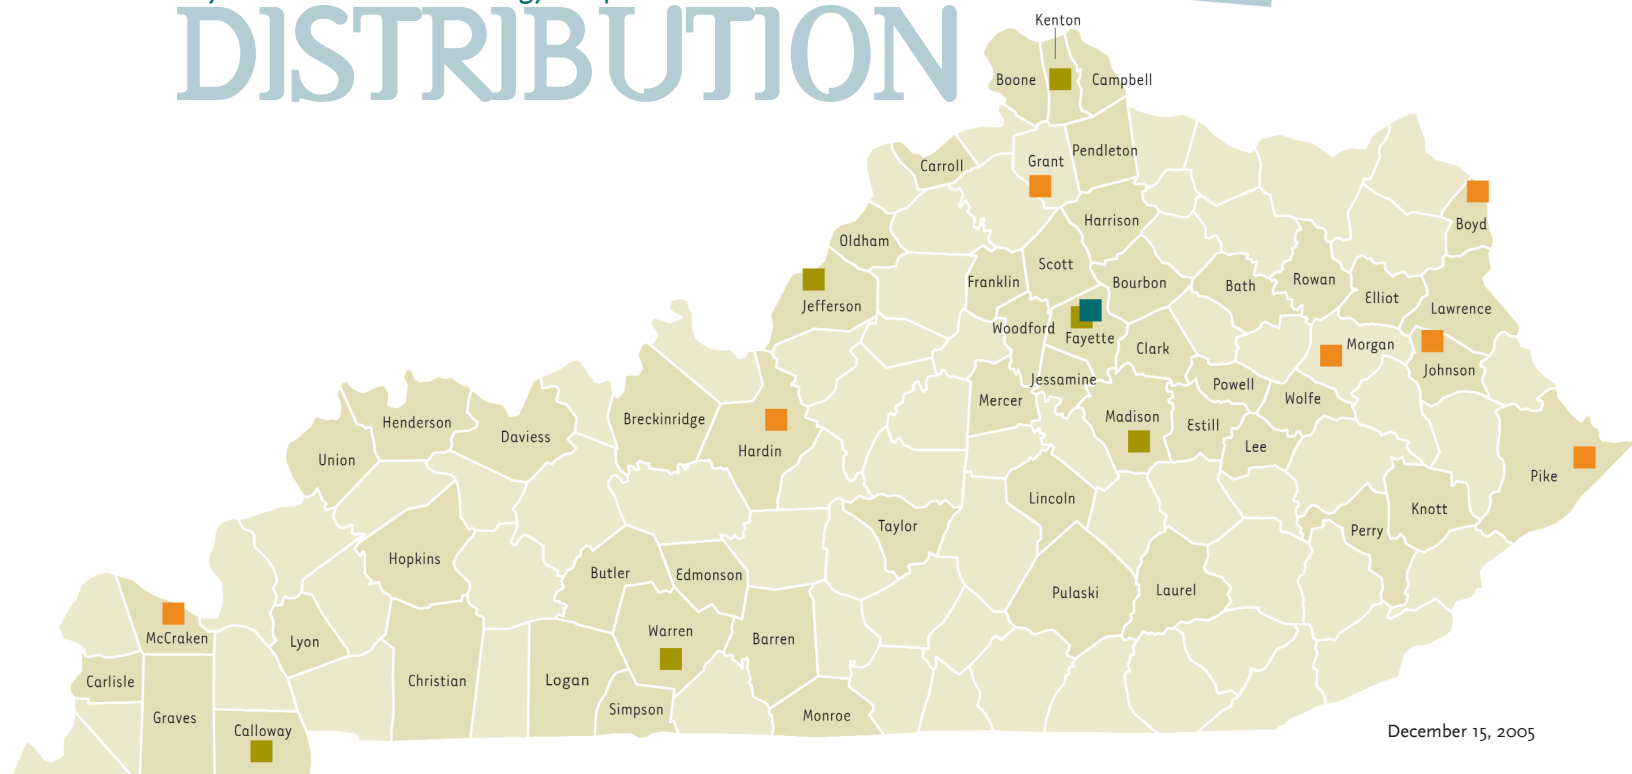 DISTRIBUTION
Kenton
Boone
Campbell
Carroll
Grant
Pendleton
Boyd
Harrison
Oldham
Scott
Franklin
Bourbon
Bath
Rowan
Elliot
Lawrence
Jefferson
Woodford
Fayette
Clark
Morgan
Johnson
Jessamine
Powell
Wolfe
Mercer
Madison
Estill
Lee
Breckinridge
Henderson
Daviess
Hardin
Union
Pike
Lincoln
Knott
Taylor
Perry
Hopkins
Butler
Edmonson
Pulaski
Laurel
McCraken
Lyon
Warren
Barren
Carlisle
Christian
Logan
Simpson
Graves
Monroe
Calloway
December 15, 2005